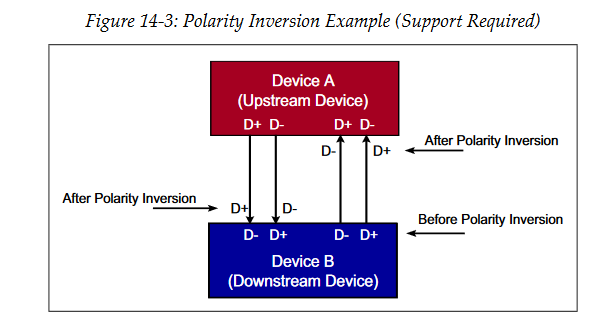 Figure 14-3: Polarity Inversion Example (Support Required)
Device A
(Upstream Device)
D+ D- D+ D-
After Polarity Inversion
D- D+
After Polarity Inversion
D+ D-
Before Polarity Inversion
D- D+ D- D+
Device B
(Downstream Device)